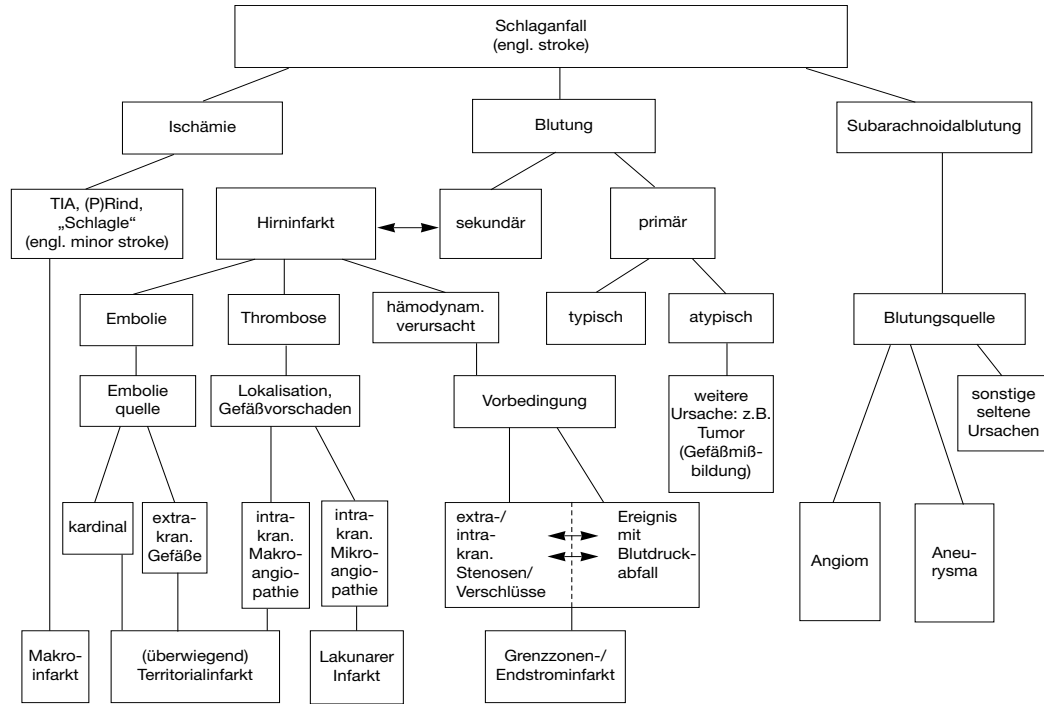 Schlaganfall
(engl. stroke)
Ischämie
Blutung
Subarachnoidalblutung
TIA, (P)Rind,
„Schlagle“
(engl. minor stroke)
Hirninfarkt
sekundär
primär
Embolie
Thrombose
hämodynam.
verursacht
typisch
atypisch
Blutungsquelle
Embolie
quelle
Lokalisation,
Gefäßvorschaden
Vorbedingung
weitere
Ursache: z.B.
Tumor
(Gefäßmiß-
bildung)
sonstige
seltene
Ursachen
kardinal
extra-
kran.
Gefäße
intra-
kran.
Makro-
angio-
pathie
intra-
kran.
Mikro-
angio-
pathie
extra-/
intra-
kran.
Stenosen/
Verschlüsse
Ereignis
mit
Blutdruck-
abfall
Angiom
Aneu-
rysma
Makro-
infarkt
(überwiegend)
Territorialinfarkt
Lakunarer
Infarkt
Grenzzonen-/
Endstrominfarkt